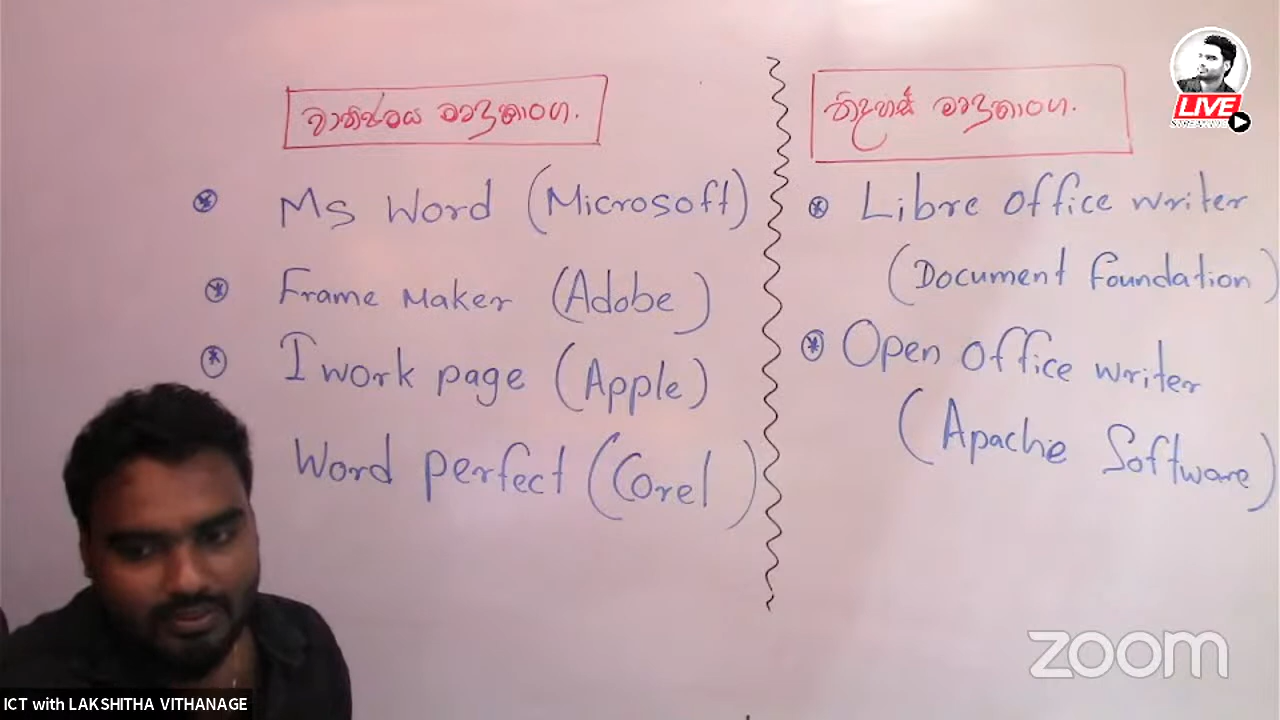 වාණිජමය මෘදුකාංග.
* Ms Word (Microsoft)
* Frame Maker (Adobe)
* I work page (Apple)
Word perfect (Corel)
නිදහස් මෘදුකාංග.
* Libre office writer
(Document Foundation)
* Open office writer
(Apache Software)
LIVE
zoom
ICT with LAKSHITHA VITHANAGE